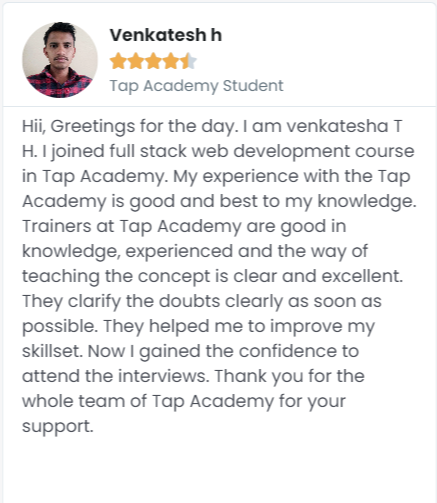 Venkatesh h
Tap Academy Student
Hii, Greetings for the day. I am venkatesha T
H. I joined full stack web development course
in Tap Academy. My experience with the Tap
Academy is good and best to my knowledge.
Trainers at Tap Academy are good in
knowledge, experienced and the way of
teaching the concept is clear and excellent.
They clarify the doubts clearly as soon as
possible. They helped me to improve my
skillset. Now I gained the confidence to
attend the interviews. Thank you for the
whole team of Tap Academy for your
support.